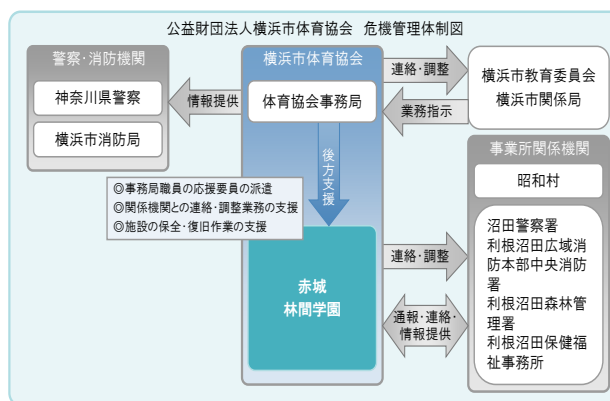 公益財団法人横浜市体育協会 危機管理体制図
警察・消防機関
神奈川県警察
横浜市消防局
情報提供
横浜市体育協会
体育協会事務局
後方支援
◎事務局職員の応援要員の派遣
◎関係機関との連絡・調整業務の支援
◎施設の保全・復旧作業の支援
赤城
林間学園
連絡・調整
業務指示
横浜市教育委員会
横浜市関係局
事業所関係機関
昭和村
連絡・調整
通報・連絡・
情報提供
沼田警察署
利根沼田広域消
防本部中央消防
署
利根沼田森林管
理署
利根沼田保健福
祉事務所